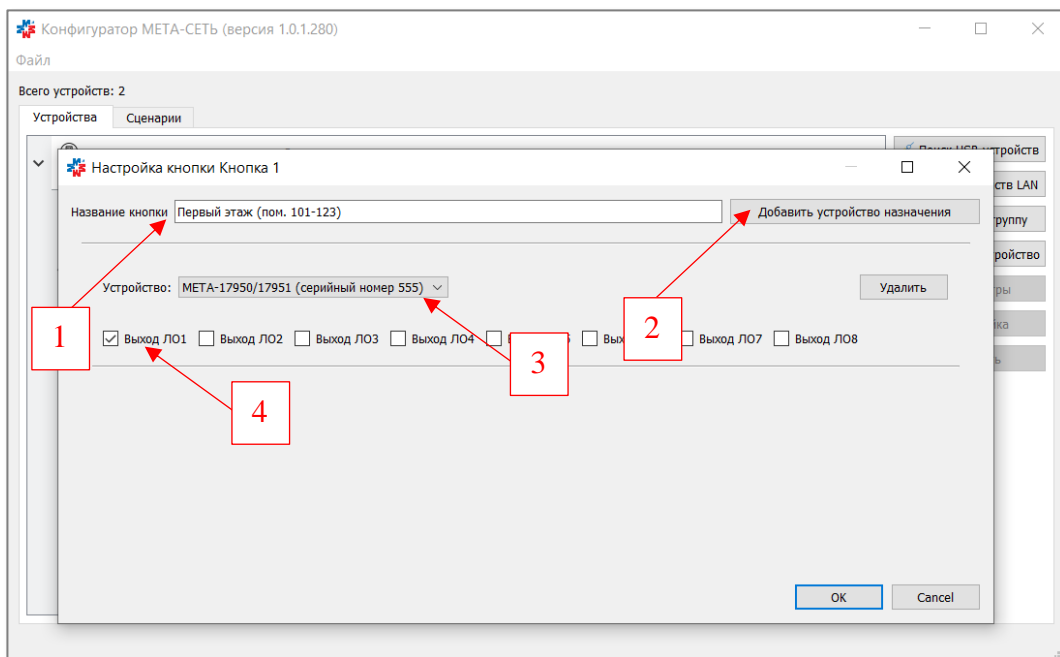 Конфигуратор МЕТА-СЕТЬ (версия 1.0.1.280)
Файл
Всего устройств: 2
Устройства Сценарии
Настройка кнопки Кнопка 1
Название кнопки Первый этаж (пом. 101-123) Добавить устройство назначения
Устройство: МЕТА-17950/17951 (серийный номер 555) Удалить
Выход ЛО1 Выход ЛО2 Выход ЛО3 Выход ЛО4 Выход ЛО7 Выход ЛО8
1
2
3
4
OK Cancel